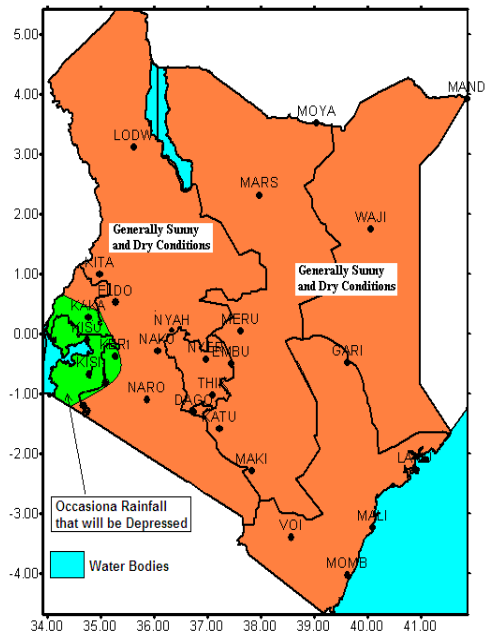 5.00
4.00
MAND
MOYA
LODW
3.00
MARS
2.00
WAJI
Generally Sunny
and Dry Conditions
Generally Sunny
and Dry Conditions
KITA
1.00
ELDO
KAKA
NYAH
MERU
KISU
0.00
KERI
NAKU
NYER
EMBU
GARI
KISI
-1.00
NARO
THIK
DAGO
KATU
-2.00
MAKI
LAMU
Occasiona Rainfall
that will be Depressed
-3.00
VOI
MALI
Water Bodies
-4.00
MOMB
34.00 35.00 36.00 37.00 38.00 39.00 40.00 41.00